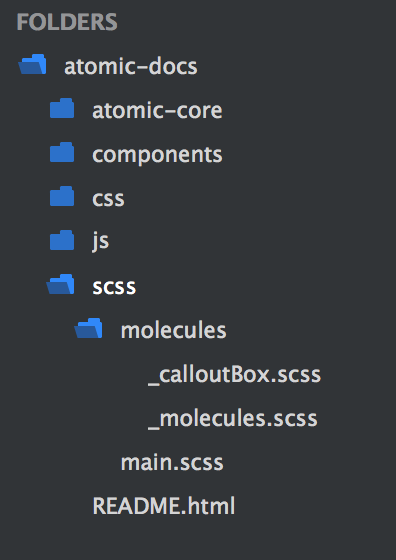 FOLDERS
atomic-docs
atomic-core
components
css
js
scss
molecules
_calloutBox.scss
_molecules.scss
main.scss
README.html